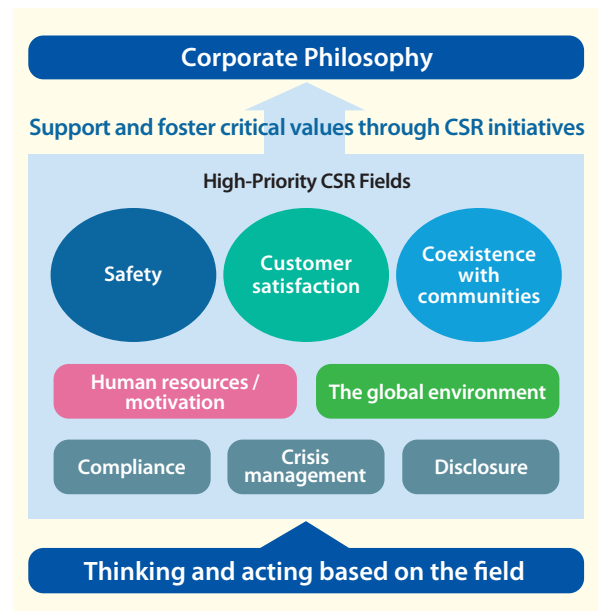 Corporate Philosophy
Support and foster critical values through CSR initiatives
High-Priority CSR Fields
Safety
Customer
satisfaction
Coexistence
with
communities
Human resources /
motivation
The global environment
Compliance
Crisis
management
Disclosure
Thinking and acting based on the field